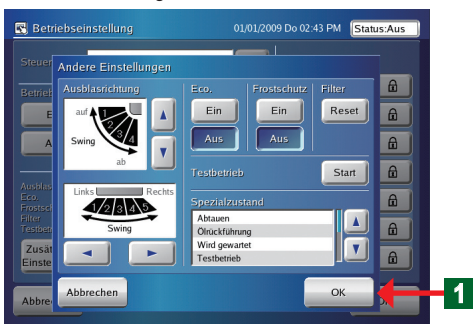 Betriebseinstellung 01/01/2009 Do 02:43 PM Status:Aus
Steuer
Andere Einstellungen
Ausblasrichtung Eco. Frostschutz Filter
Betrieb
auf 1 2 3 4 Swing ab
Ein Ein Reset
Aus Aus
Testbetrieb Start
Ausblas
Eco.
Frostsch
Filter
Testbet
Links Rechts
1 2 3 4 5
Swing
Spezialzustand
Abtauen
Ölrückführung
Wird gewartet
Testbetrieb
Zusät
Einste
Abbrechen OK
Abbre
1